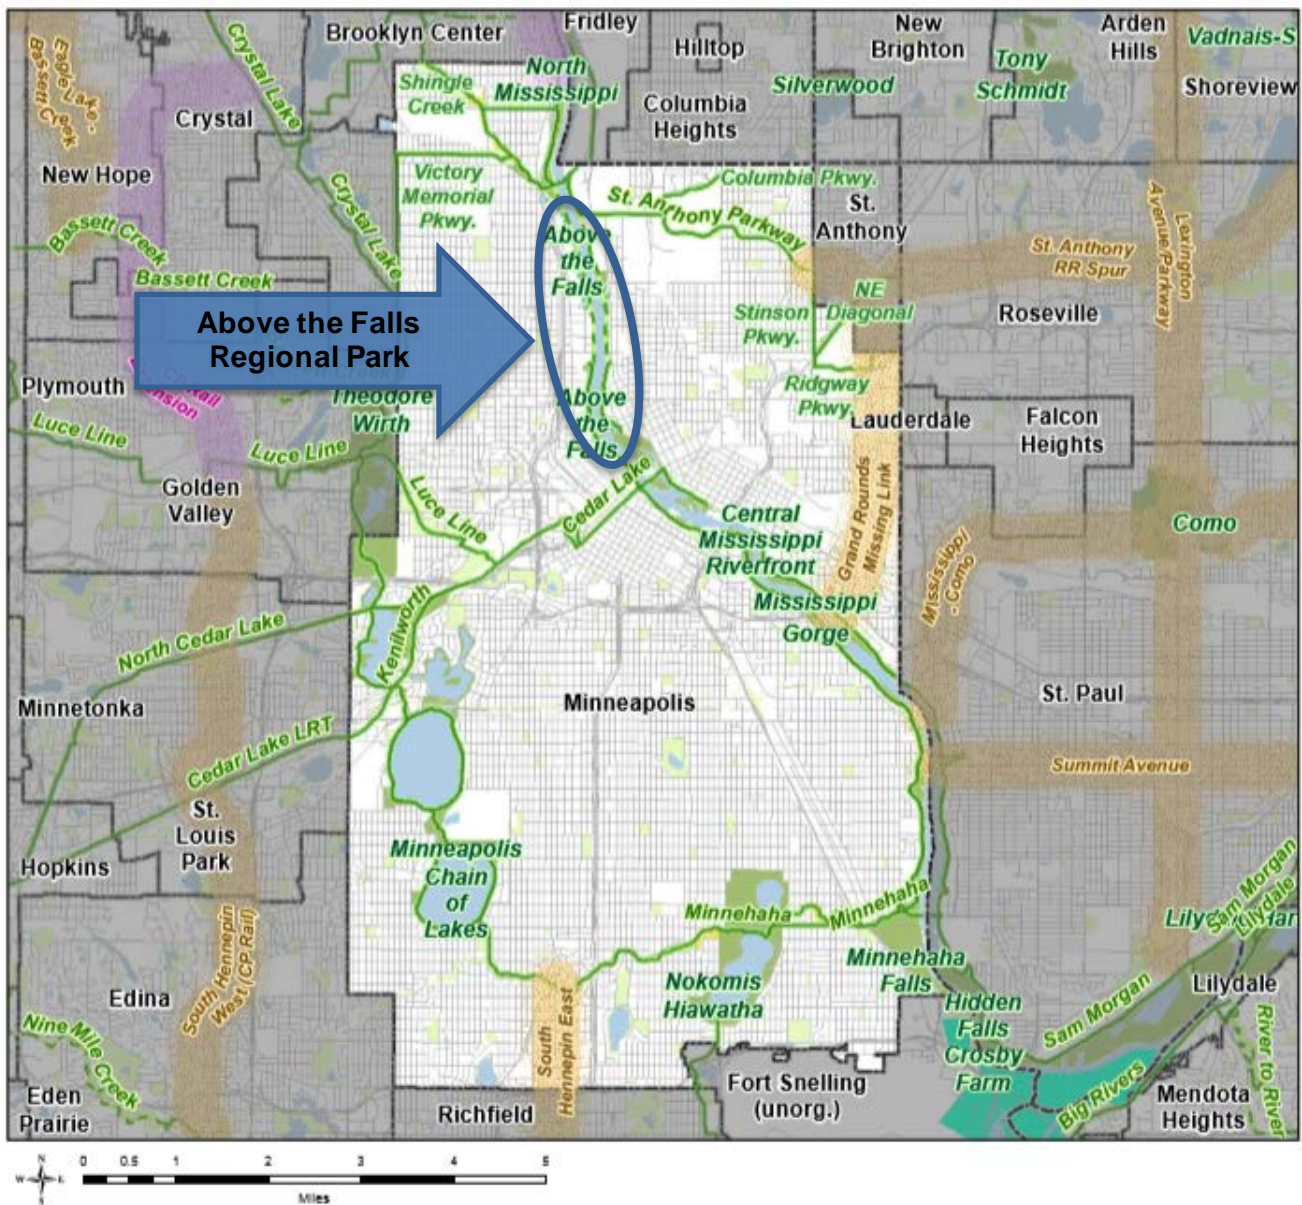 Brooklyn Center
Fridley
Hilltop
New
Brighton
Arden
Hills
Vadnais-S
Eagle Lake -
Bassett Creek
Crystal Lake
Crystal
Shingle
Creek
North
Mississippi
Columbia
Heights
Silverwood
Tony
Schmidt
Shoreview
New Hope
Crystal Lake
Victory
Memorial
Pkwy.
Columbia Pkwy.
St. Anrhony Parkway
St.
Anthony
St. Anthony
RR Spur
Lexington
Avenue/Parkway
Bassett Creek
Bassett Creek
Above
the
Falls
Above the Falls
Regional Park
Stinson
Pkwy.
NE
Diagonal
Roseville
Plymouth
Theodore
Wirth
Above
the
Falls
Ridgway
Pkwy.
Lauderdale
Falcon
Heights
Luce Line
Luce Line
Golden
Valley
Luce Line
Cedar Lake
Central
Mississippi
Riverfront
Grand Rounds
Missing Link
Como
Mississippi
- Como
Mississippi
Gorge
North Cedar Lake
Kenilworth
Minnetonka
Minneapolis
St. Paul
Cedar Lake LRT
Summit Avenue
St.
Louis
Park
Hopkins
Minneapolis
Chain
of
Lakes
Minnehaha
Minnehaha
Sam Morgan
Lilydale
South Hennepin
West (CP Rail)
Edina
Nokomis
Hiawatha
Minnehaha
Falls
Lilydale
Nine Mile Creek
South
Hennepin East
Hidden
Falls
Crosby
Farm
Sam Morgan
River to River
Eden
Prairie
Richfield
Fort Snelling
(unorg.)
Big Rivers
Mendota
Heights
N
W E
S
0 0.5 1 2 3 4 5
Miles